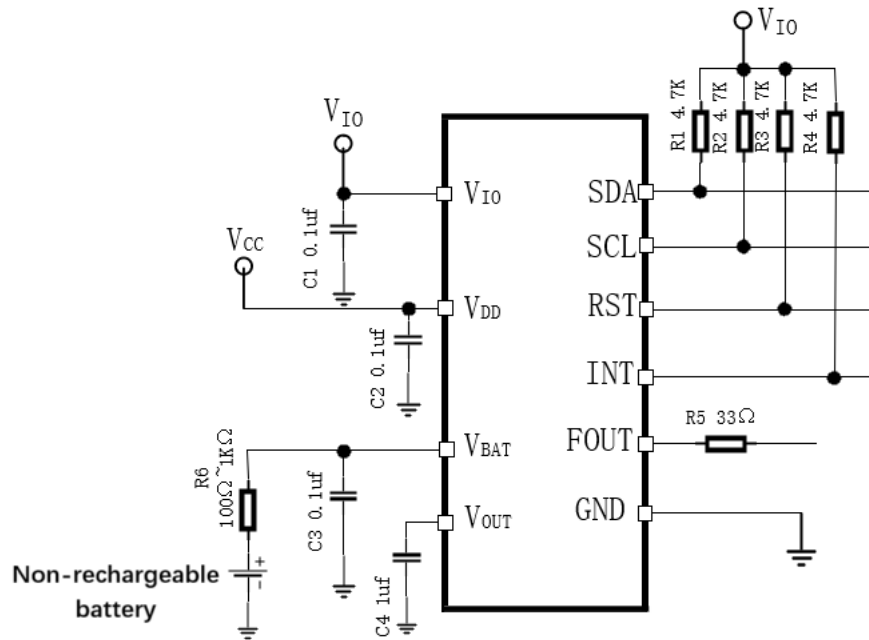 VIO
R1 4.7K
R2 4.7K
R3 4.7K
R4 4.7K
VIO
C1 0.1uf
VCC
C2 0.1uf
R6
100Ω~1KΩ
C3 0.1uf
C4 1uf
Non-rechargeable
battery
+
-
VIO
VDD
VBAT
VOUT
SDA
SCL
RST
INT
FOUT
GND
R5 33Ω